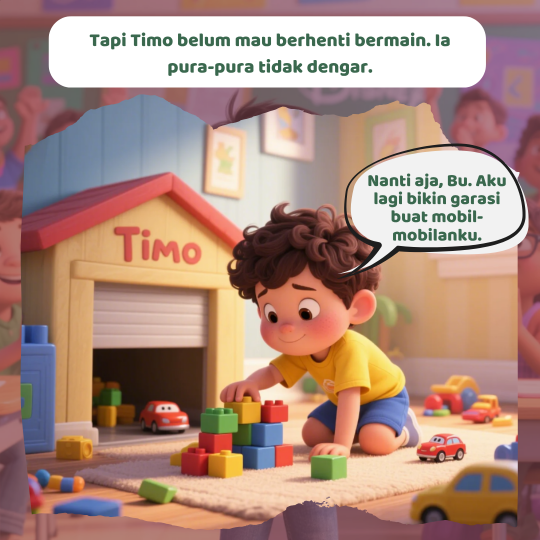 Tapi Timo belum mau berhenti bermain. Ia
pura-pura tidak dengar.
Nanti aja, Bu. Aku
lagi bikin garasi
buat mobil-
mobilanku.
Timo